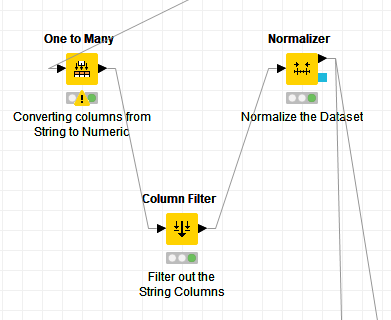 One to Many
Converting columns from
String to Numeric
Normalizer
Normalize the Dataset
Column Filter
Filter out the
String Columns